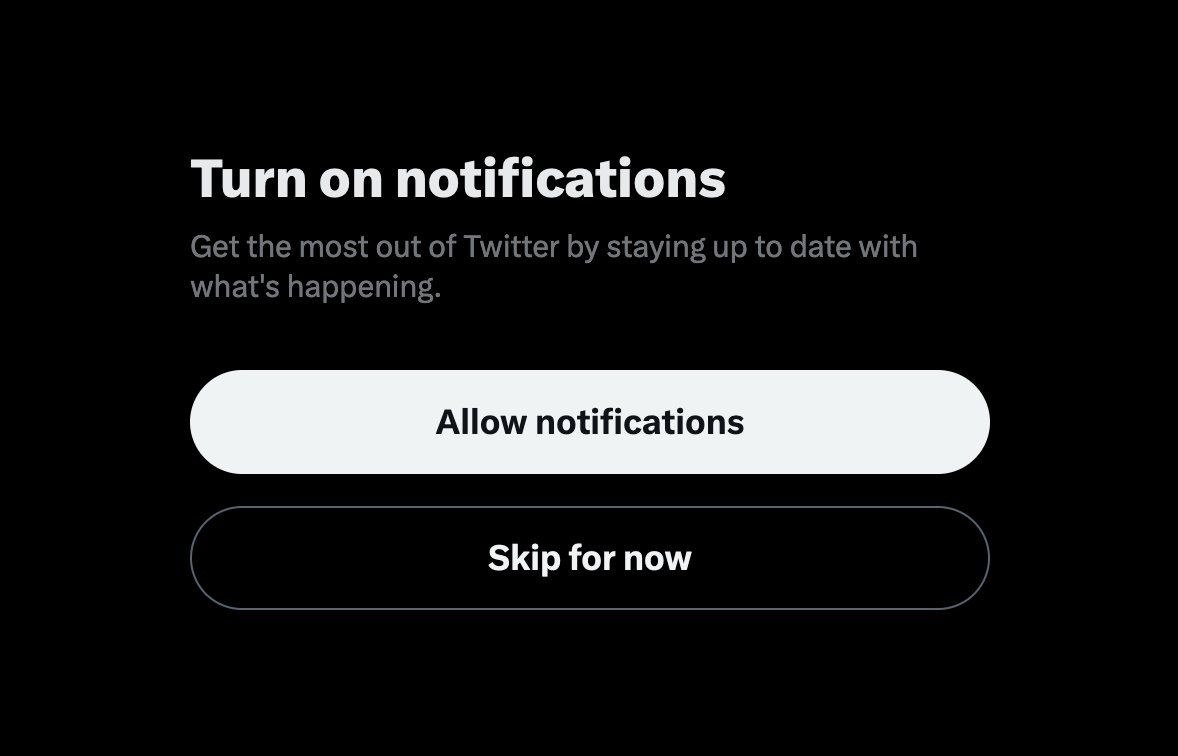 Turn on notifications
Get the most out of Twitter by staying up to date with
what's happening.
Allow notifications
Skip for now